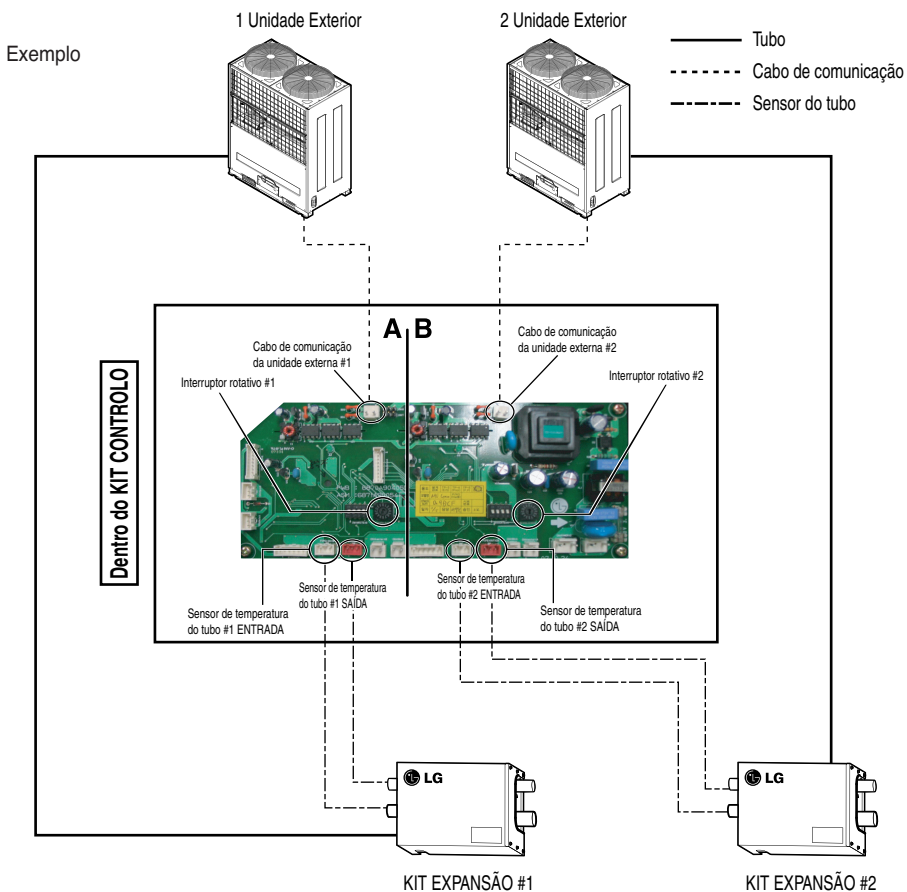 1 Unidade Exterior
2 Unidade Exterior
Exemplo
Tubo
Cabo de comunicação
Sensor do tubo
Dentro do KIT CONTROLO
A B
Cabo de comunicação
da unidade externa #1
Cabo de comunicação
da unidade externa #2
Interruptor rotativo #1
Interruptor rotativo #2
Sensor de temperatura
do tubo #1 ENTRADA
Sensor de temperatura
do tubo #1 SAÍDA
Sensor de temperatura
do tubo #2 ENTRADA
Sensor de temperatura
do tubo #2 SAÍDA
LG
LG
KIT EXPANSÃO #1
KIT EXPANSÃO #2